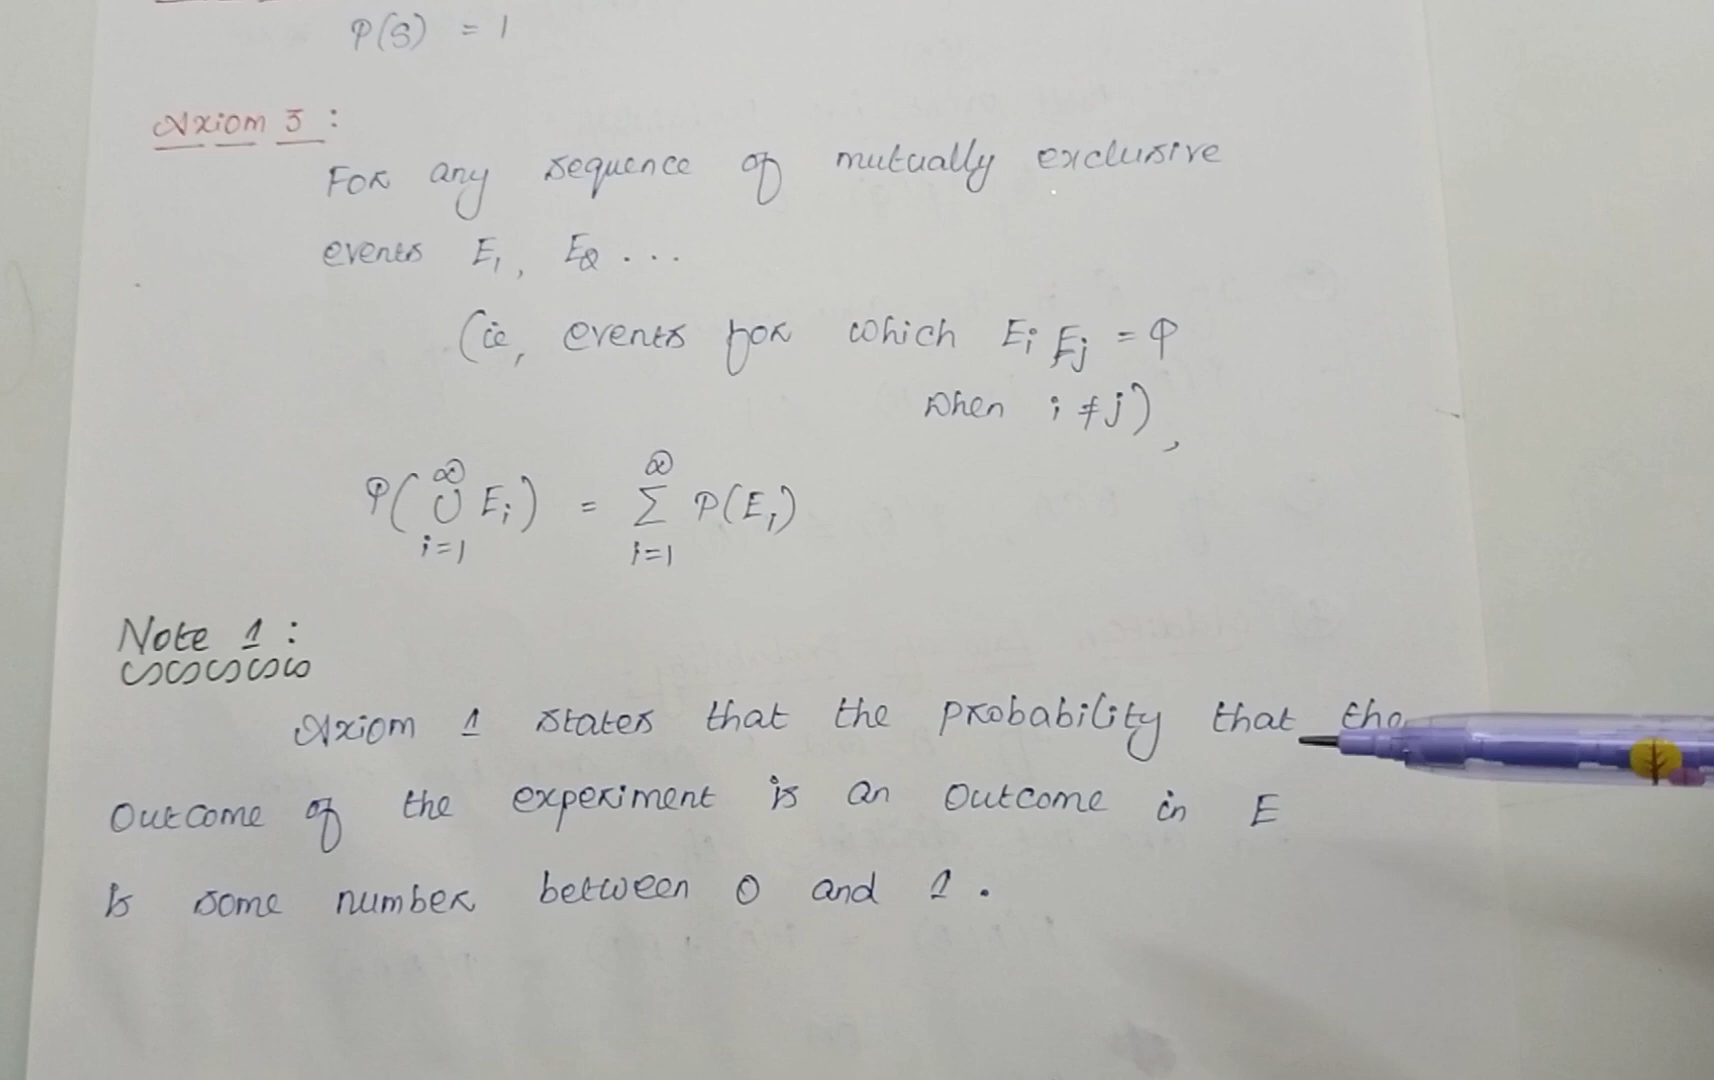 P(S) = 1
Axiom 3 :
For any sequence of mutually exclusive
events E₁, E₂ ...
(ie, events for which Eᵢ Eⱼ = φ
when i ≠ j),
P(∞∪i=1 Eᵢ) = ∞∑i=1 P(Eᵢ)
Note 1 :
Axiom 1 states that the probability that the
outcome of the experiment is an outcome in E
is some number between 0 and 1.